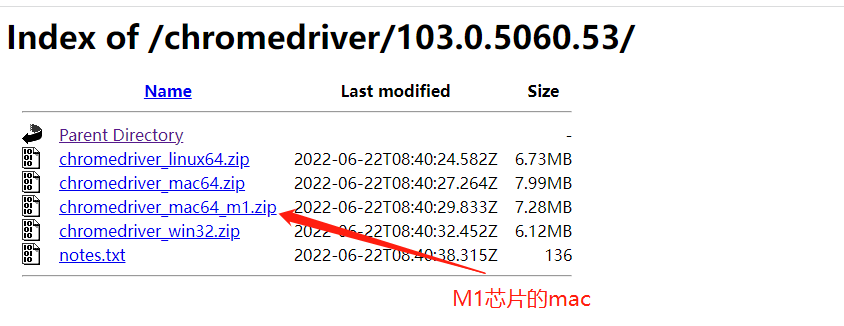 Index of /chromedriver/103.0.5060.53/
Name Last modified Size
Parent Directory -
chromedriver_linux64.zip 2022-06-22T08:40:24.582Z 6.73MB
chromedriver_mac64.zip 2022-06-22T08:40:27.264Z 7.99MB
chromedriver_mac64_m1.zip 2022-06-22T08:40:29.833Z 7.28MB
chromedriver_win32.zip 2022-06-22T08:40:32.452Z 6.12MB
notes.txt 2022-06-22T08:40:38.315Z 136
M1芯片的mac